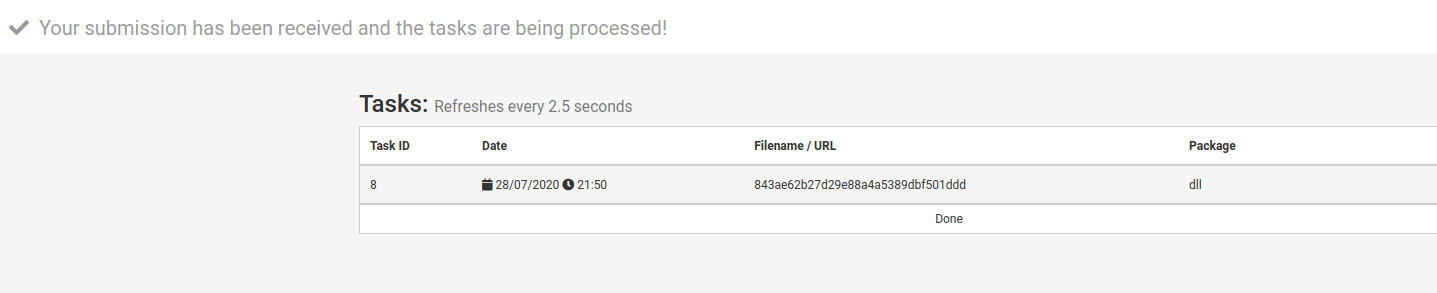 Your submission has been received and the tasks are being processed!
Tasks: Refreshes every 2.5 seconds
Task ID Date Filename / URL Package
8 28/07/2020 21:50 843ae62b27d29e88a4a5389dbf501ddd dll
Done